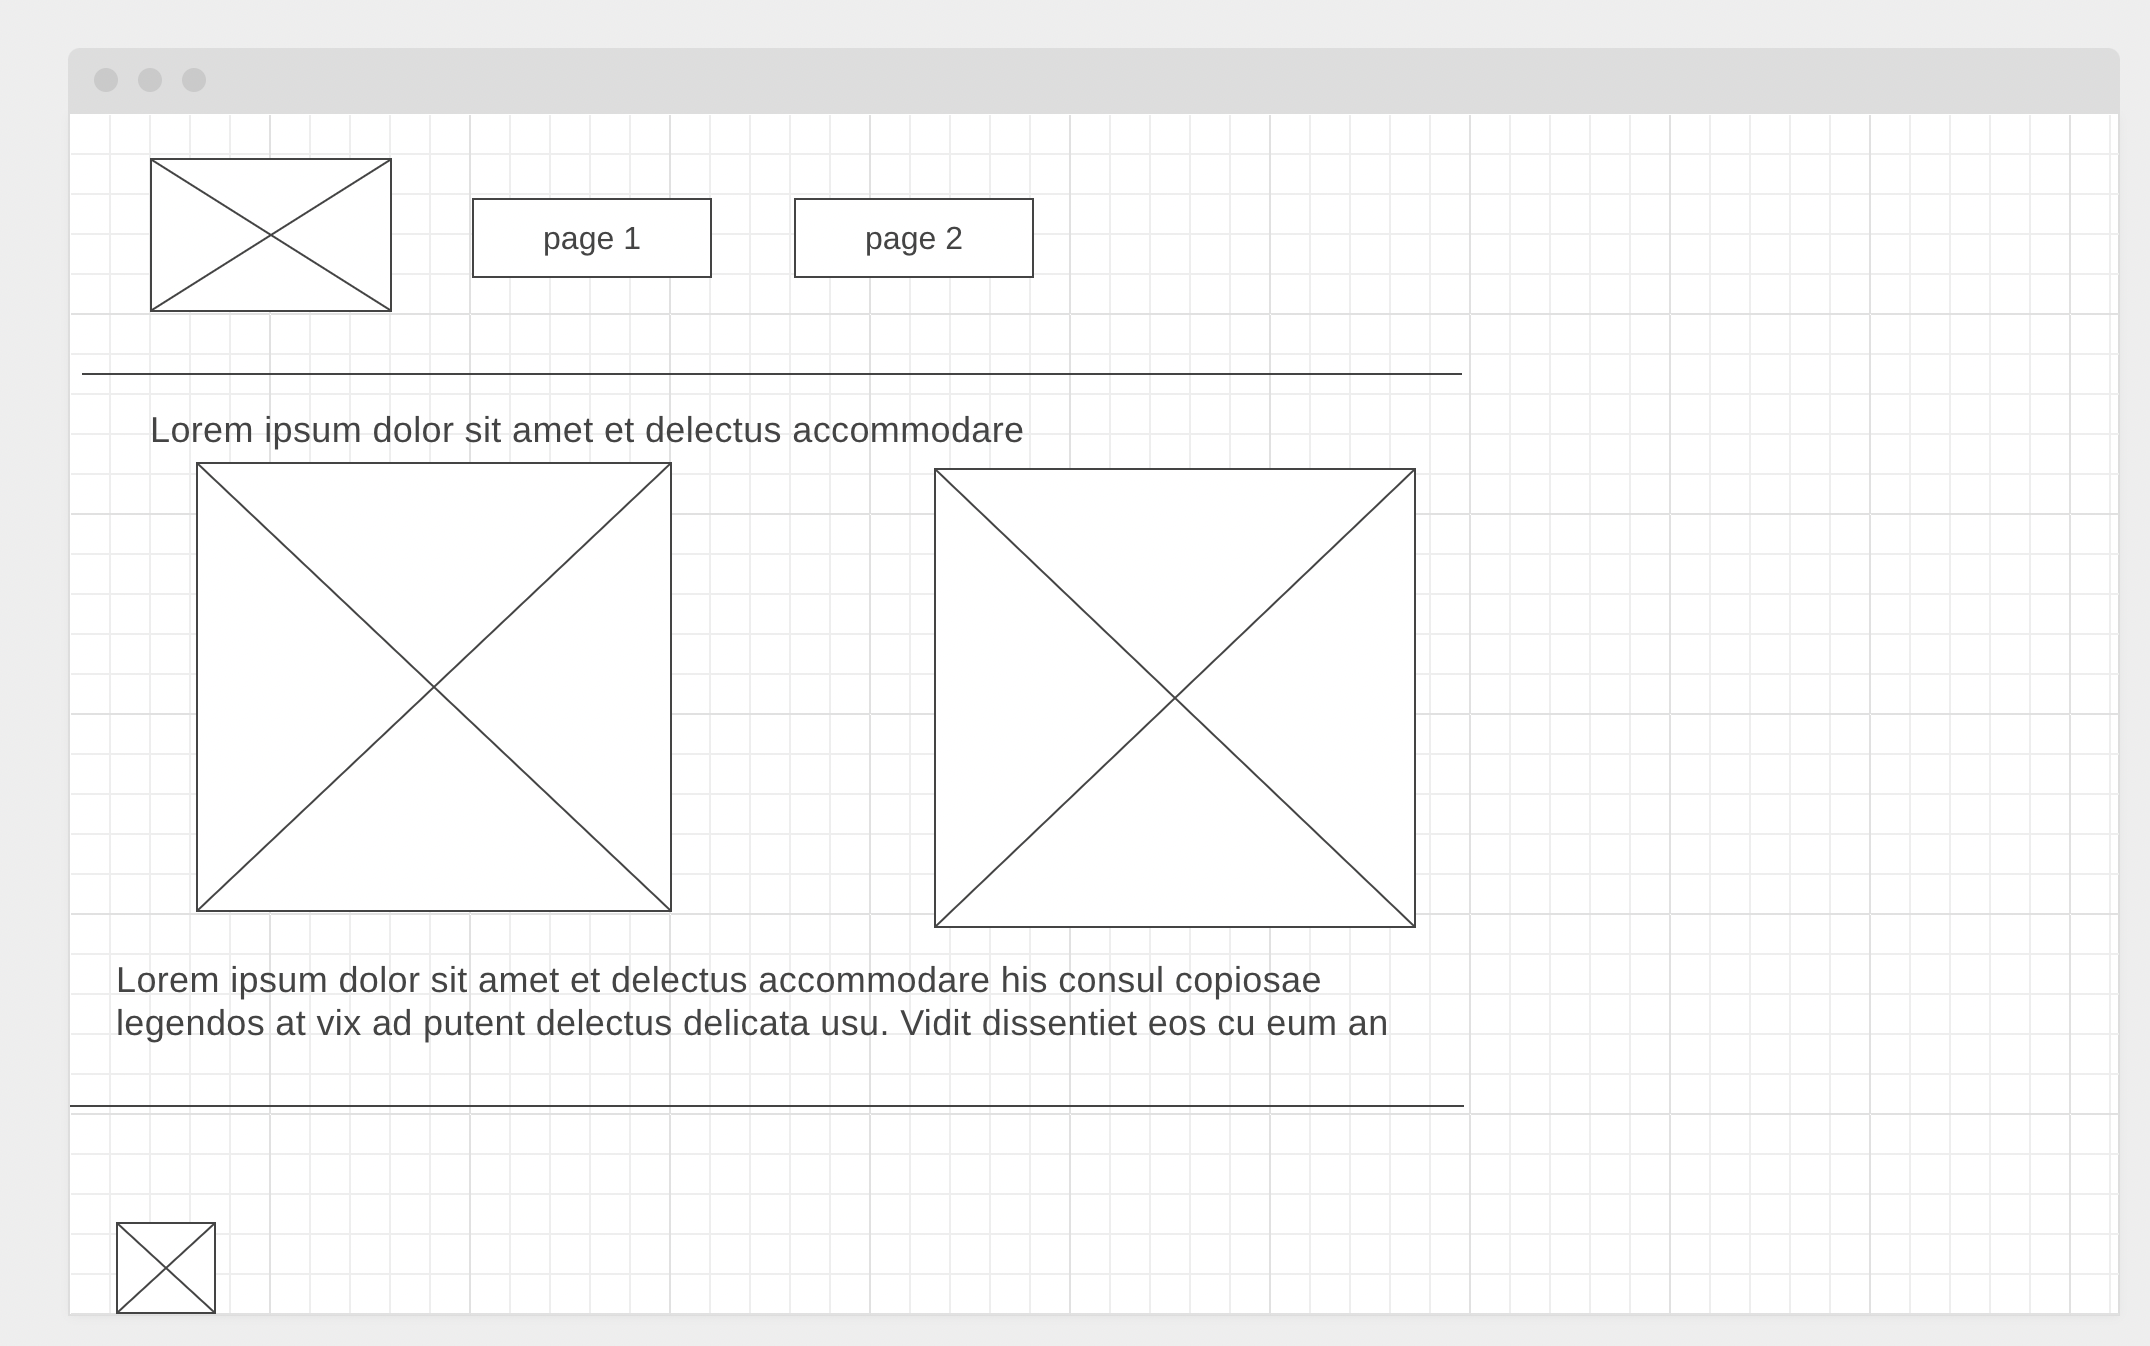 page 1
page 2
Lorem ipsum dolor sit amet et delectus accommodare
Lorem ipsum dolor sit amet et delectus accommodare his consul copiosae
legendos at vix ad putent delectus delicata usu. Vidit dissentiet eos cu eum an